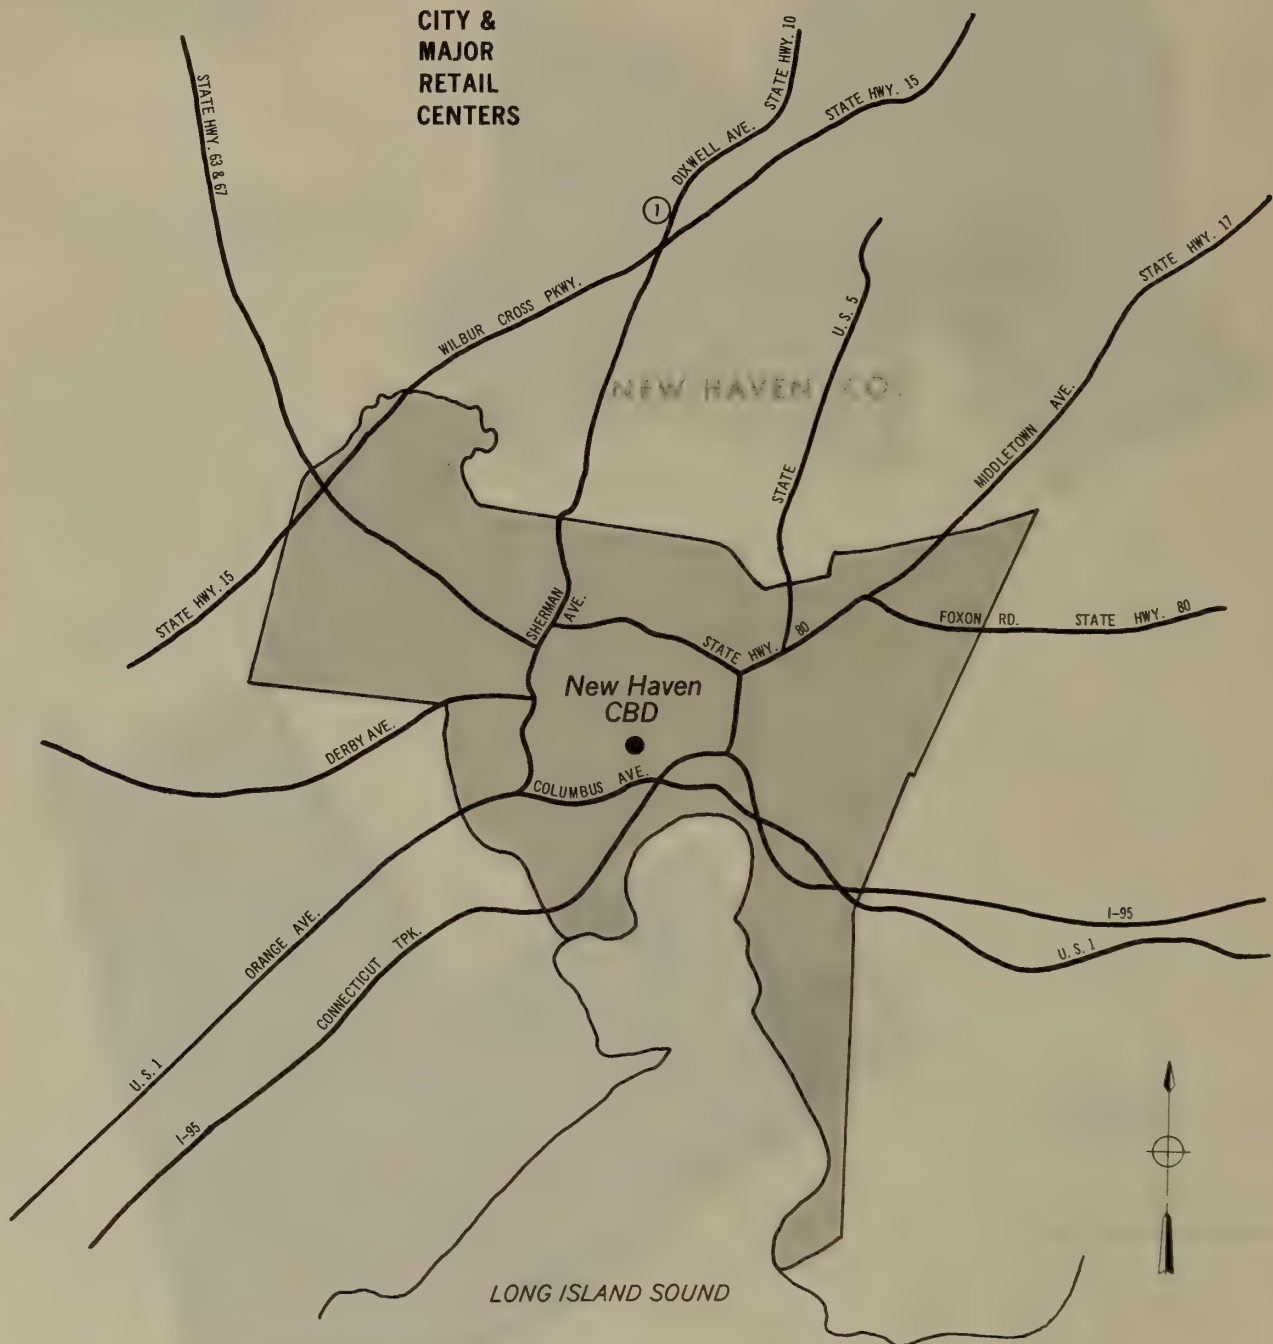 CITY &
MAJOR
RETAIL
CENTERS
STATE HWY. 10
STATE HWY. 15
DIXWELL AVE.
STATE HWY. 63 & 67
1
STATE HWY. 17
WILBUR CROSS PKWY.
U. S. 5
NEW HAVEN CO.
MIDDLETOWN AVE.
STATE
STATE HWY. 15
SHERMAN
AVE.
STATE HWY. 80
FOXON RD.
STATE HWY. 80
New Haven
CBD
DERBY AVE.
COLUMBUS AVE.
ORANGE AVE.
CONNECTICUT TPK.
I-95
U. S. 1
U. S. 1
I-95
LONG ISLAND SOUND